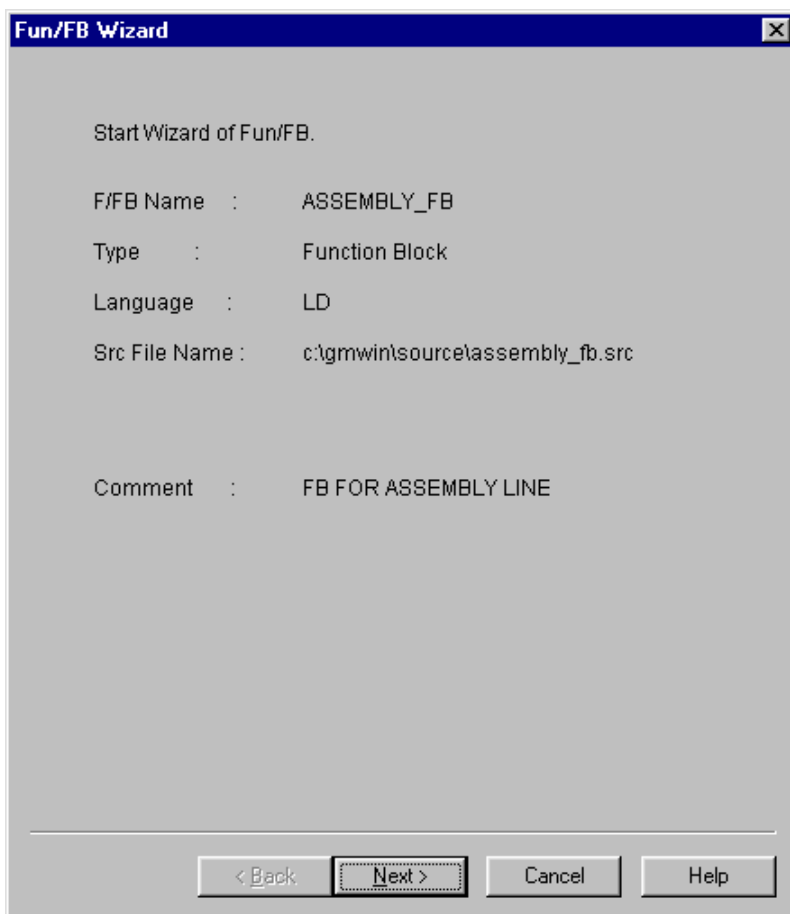 Fun/FB Wizard
Start Wizard of Fun/FB.
F/FB Name : ASSEMBLY_FB
Type : Function Block
Language : LD
Src File Name : c:\gmwin\source\assembly_fb.src
Comment : FB FOR ASSEMBLY LINE
< Back Next > Cancel Help